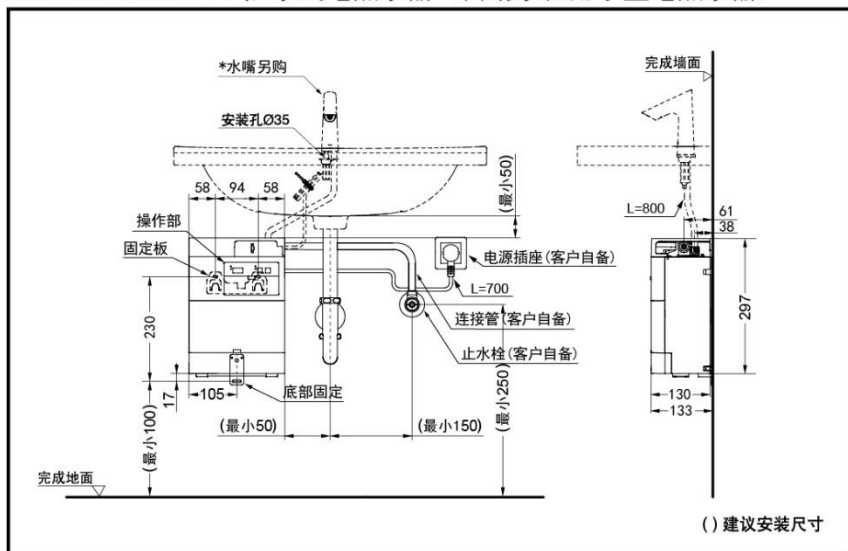 *水嘴另购
安装孔Ø35
完成墙面
58
94
58
(最小50)
操作部
固定板
电源插座(客户自备)
L=700
连接管(客户自备)
止水栓(客户自备)
230
17
105
底部固定
(最小100)
(最小50)
(最小150)
(最小250)
完成地面
L=800
61
38
297
130
133
( ) 建议安装尺寸